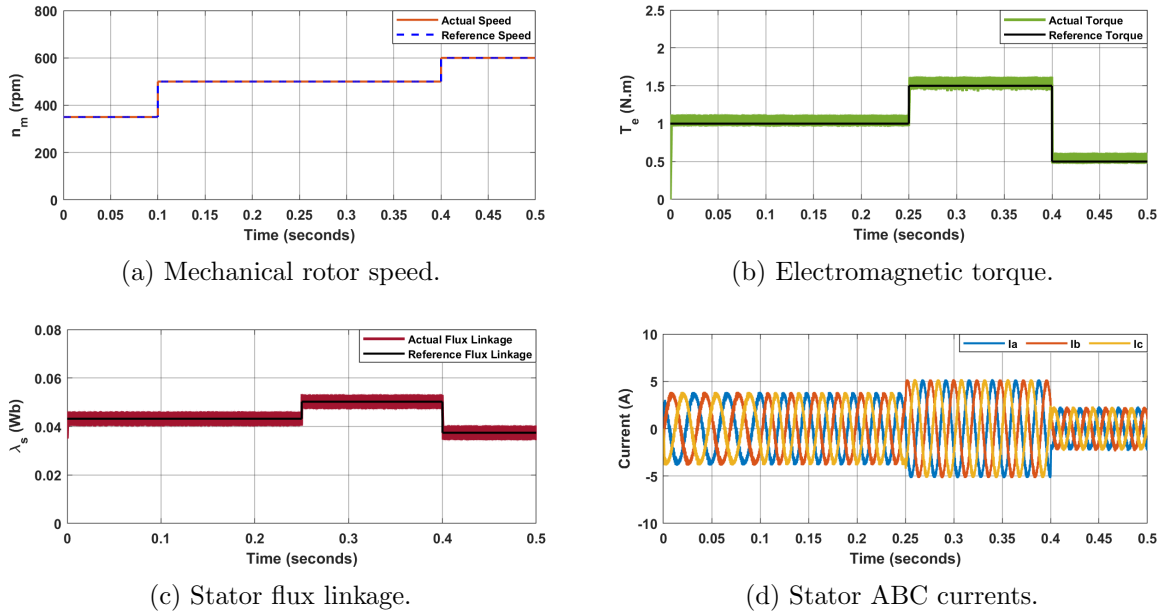 800
600
400
200
0
n_m (rpm)
Actual Speed
Reference Speed
0 0.05 0.1 0.15 0.2 0.25 0.3 0.35 0.4 0.45 0.5
Time (seconds)
(a) Mechanical rotor speed.
2.5
2
1.5
1
0.5
0
T_e (N.m)
Actual Torque
Reference Torque
0 0.05 0.1 0.15 0.2 0.25 0.3 0.35 0.4 0.45 0.5
Time (seconds)
(b) Electromagnetic torque.
0.08
0.06
0.04
0.02
0
λ_s (Wb)
Actual Flux Linkage
Reference Flux Linkage
0 0.1 0.2 0.3 0.4 0.5
Time (seconds)
(c) Stator flux linkage.
10
5
0
-5
-10
Current (A)
Ia Ib Ic
0 0.05 0.1 0.15 0.2 0.25 0.3 0.35 0.4 0.45 0.5
Time (seconds)
(d) Stator ABC currents.